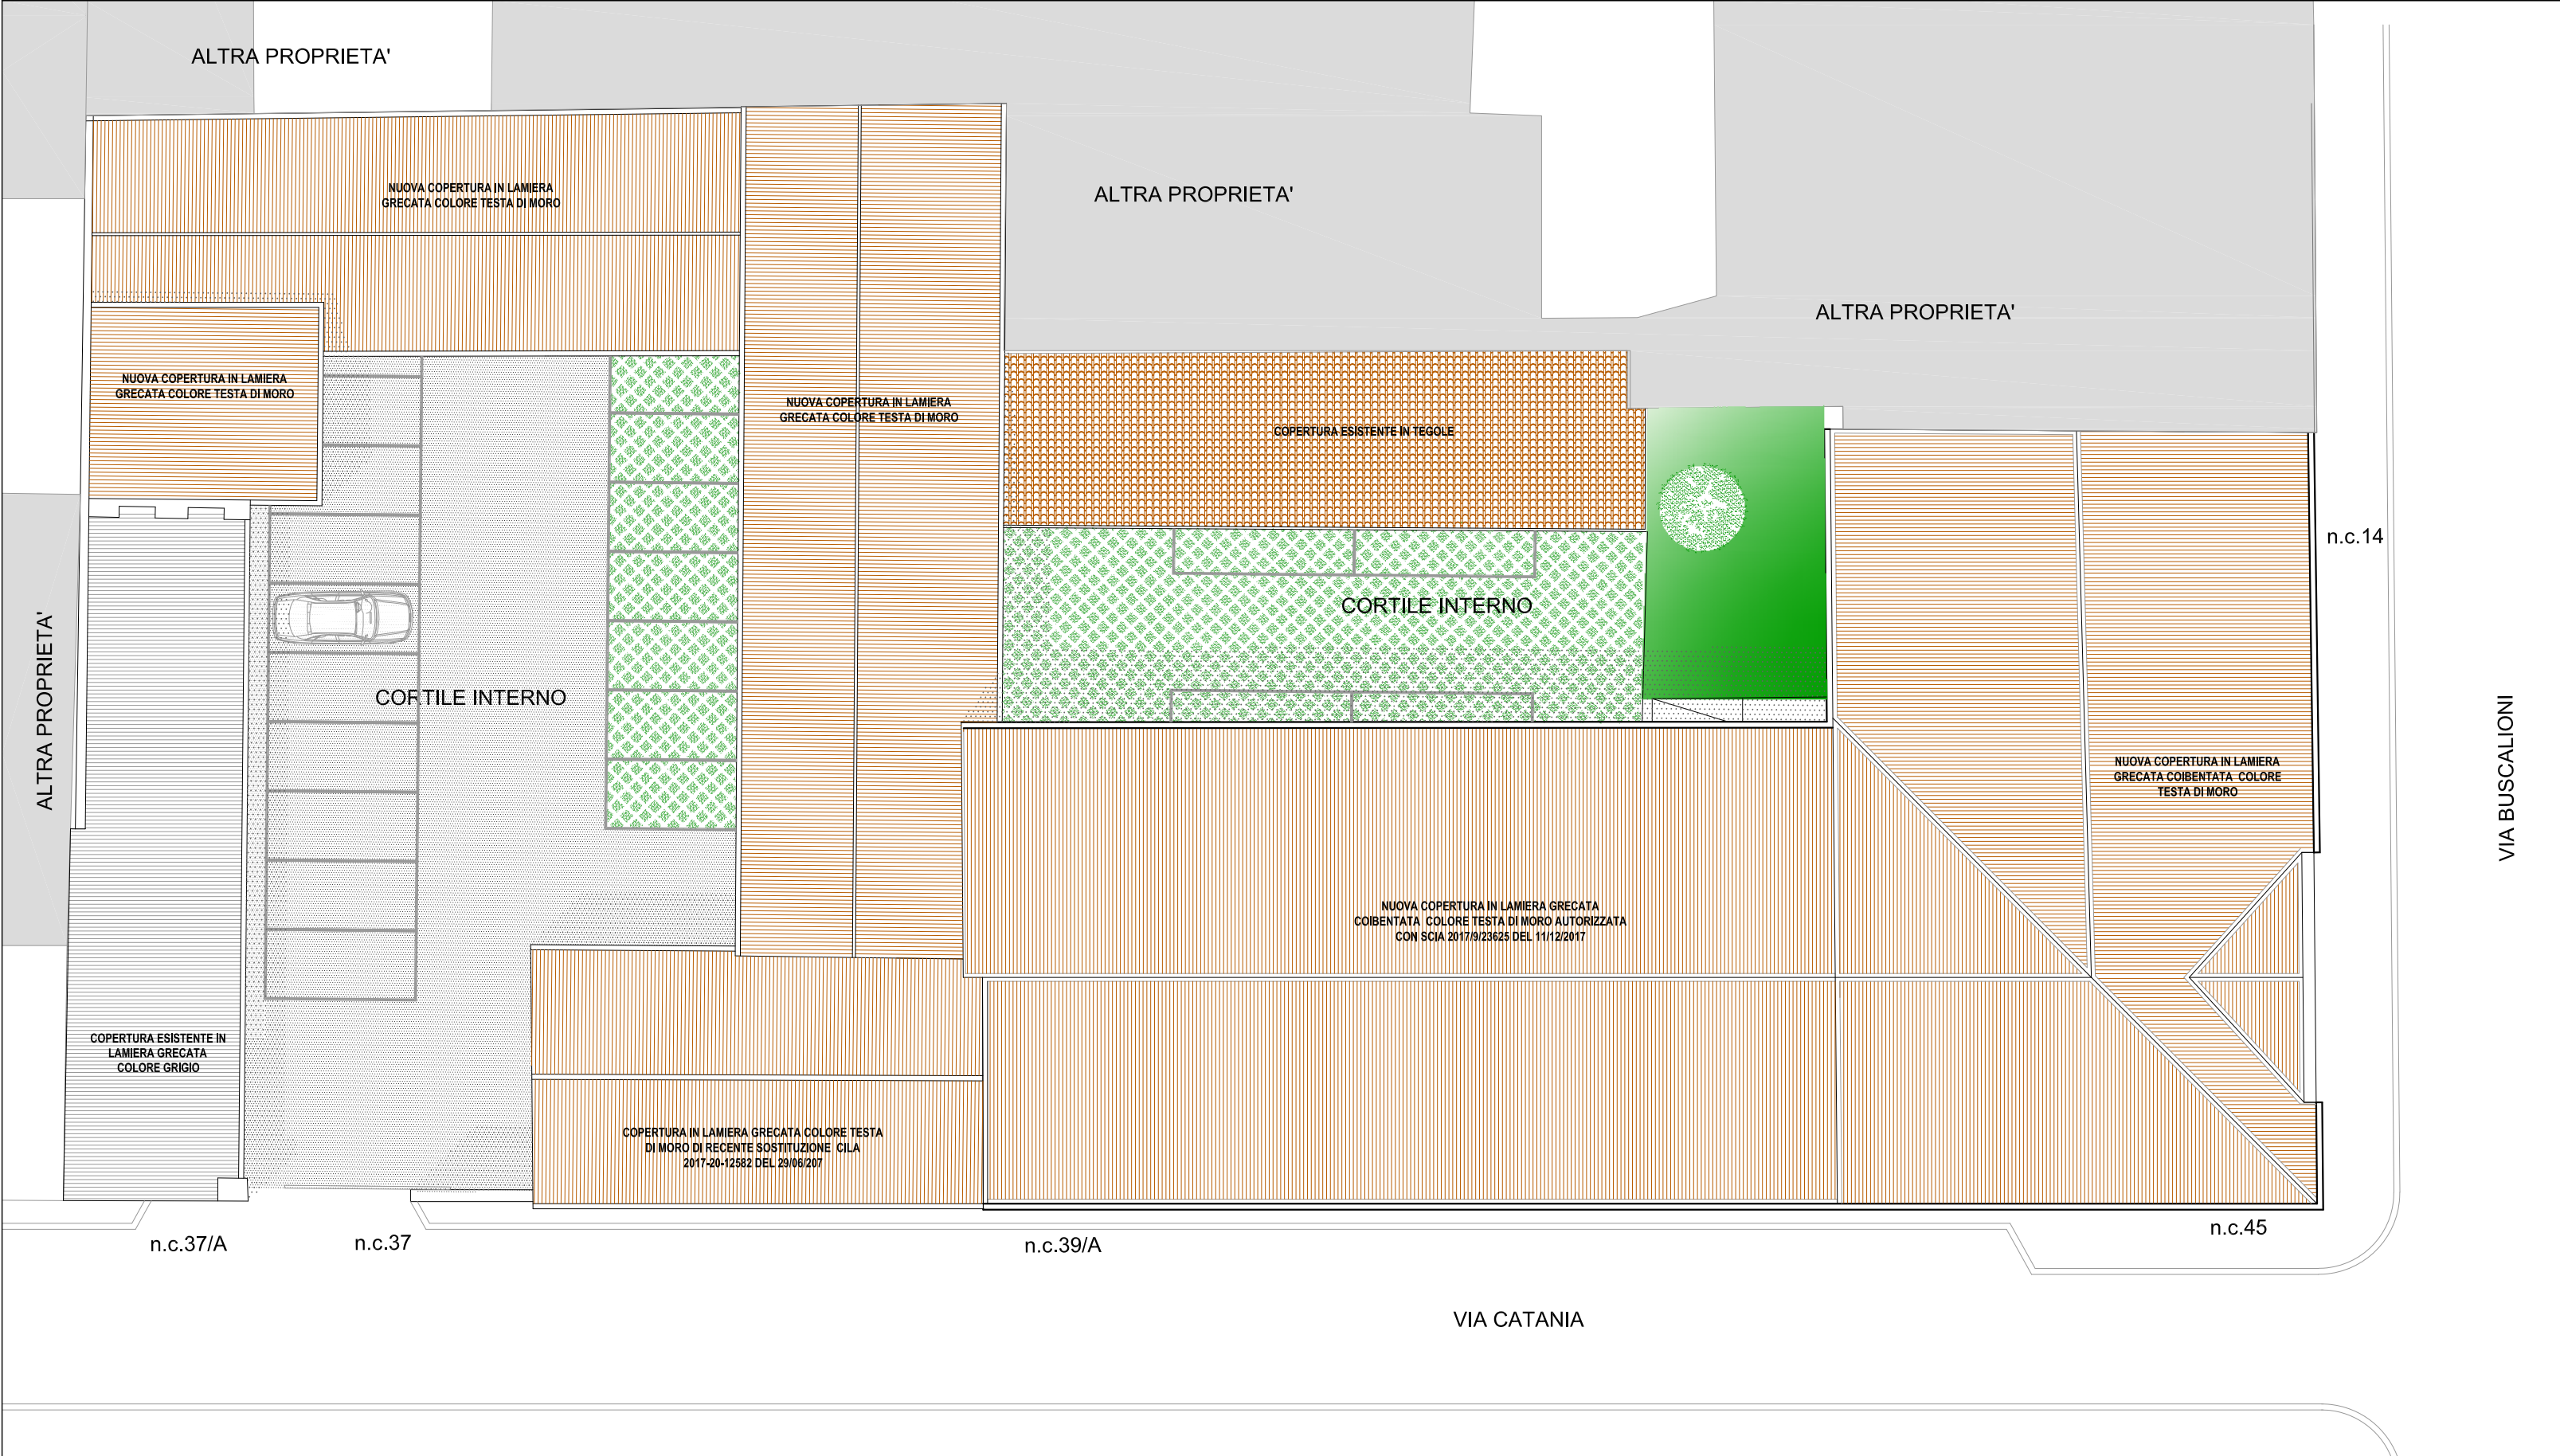 ALTRA PROPRIETA'
NUOVA COPERTURA IN LAMIERA
GRECATA COLORE TESTA DI MORO
ALTRA PROPRIETA'
ALTRA PROPRIETA'
NUOVA COPERTURA IN LAMIERA
GRECATA COLORE TESTA DI MORO
NUOVA COPERTURA IN LAMIERA
GRECATA COLORE TESTA DI MORO
COPERTURA ESISTENTE IN TEGOLE
n.c.14
CORTILE INTERNO
ALTRA PROPRIETA'
CORTILE INTERNO
VIA BUSCALIONI
NUOVA COPERTURA IN LAMIERA
GRECATA COIBENTATA COLORE
TESTA DI MORO
NUOVA COPERTURA IN LAMIERA GRECATA
COIBENTATA COLORE TESTA DI MORO AUTORIZZATA
CON SCIA 2017/9/23625 DEL 11/12/2017
COPERTURA ESISTENTE IN
LAMIERA GRECATA
COLORE GRIGIO
COPERTURA IN LAMIERA GRECATA COLORE TESTA
DI MORO DI RECENTE SOSTITUZIONE CILA
2017-20-12582 DEL 29/06/207
n.c.37/A
n.c.37
n.c.39/A
n.c.45
VIA CATANIA